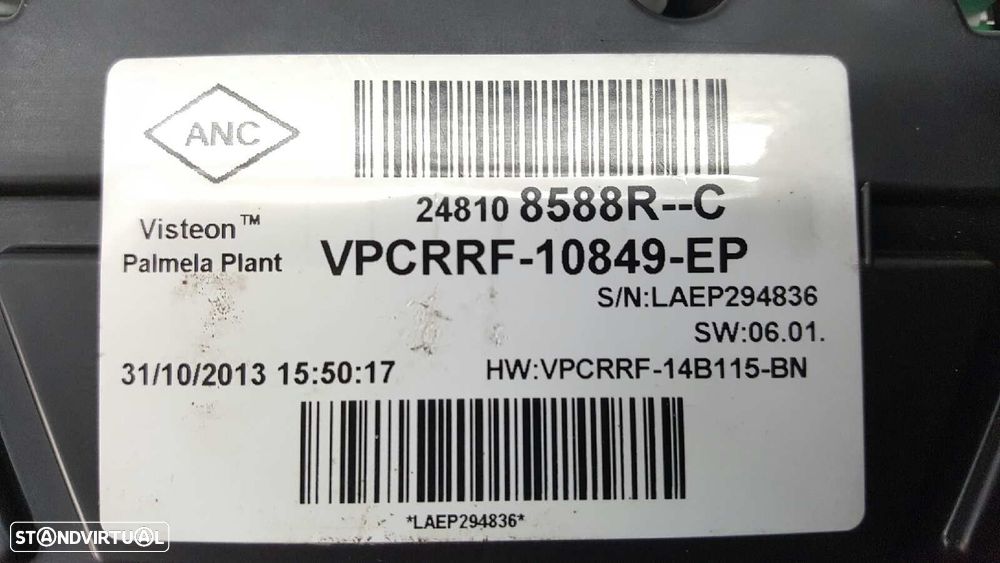 ANC
24810 8588R--C
Visteon™
Palmela Plant
VPCRRF-10849-EP
S/N:LAEP294836
SW:06.01.
31/10/2013 15:50:17
HW:VPCRRF-14B115-BN
*LAEP294836*
STANDVIRTUAL